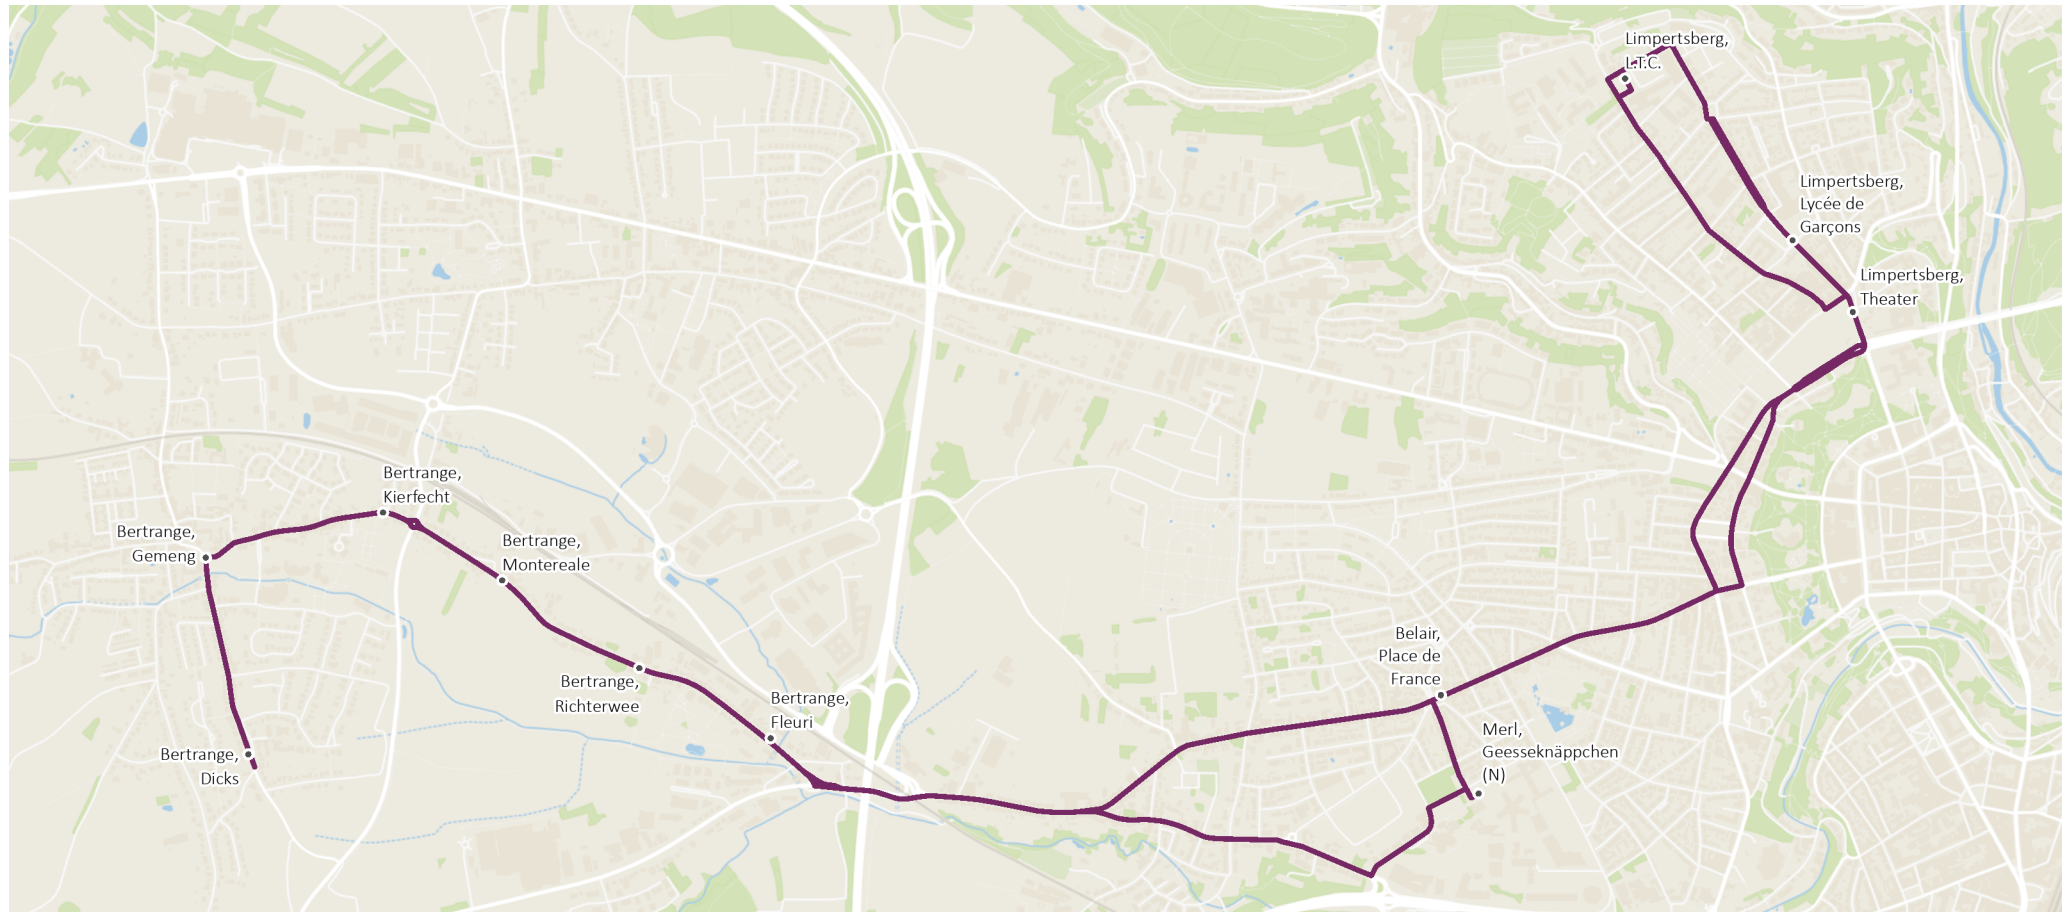 Limpertsberg,
L.T.C.
Limpertsberg,
Lycée de
Garçons
Limpertsberg,
Theater
Bertrange,
Kierfecht
Bertrange,
Gemeng
Bertrange,
Montereale
Belair,
Place de
France
Bertrange,
Richterwee
Bertrange,
Fleuri
Merl,
Geesseknäppchen
(N)
Bertrange,
Dicks